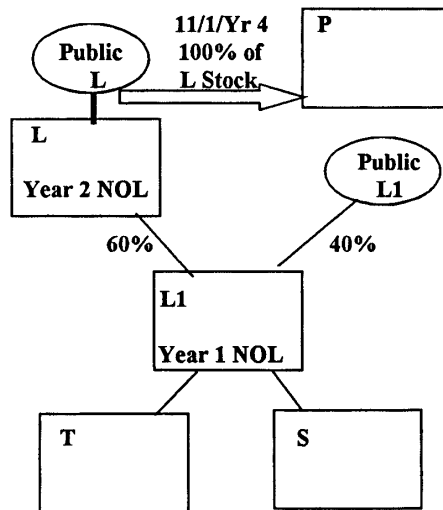 Public
L
11/1/Yr 4
100% of
L Stock
P
L
Year 2 NOL
Public
L1
60%
40%
L1
Year 1 NOL
T
S